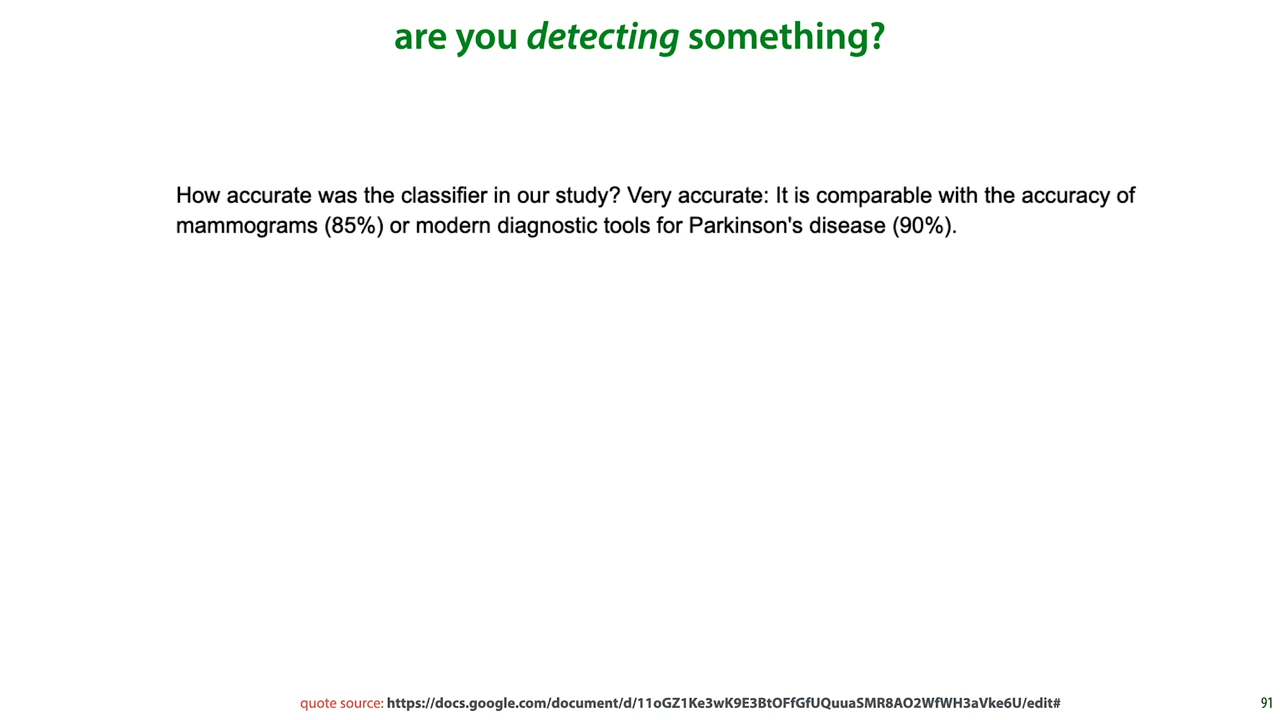 are you detecting something?
How accurate was the classifier in our study? Very accurate: It is comparable with the accuracy of
mammograms (85%) or modern diagnostic tools for Parkinson's disease (90%).
quote source: https://docs.google.com/document/d/11oGZ1Ke3wK9E3BtOFfGfUQuuaSMR8AO2WfWH3aVke6U/edit#
91